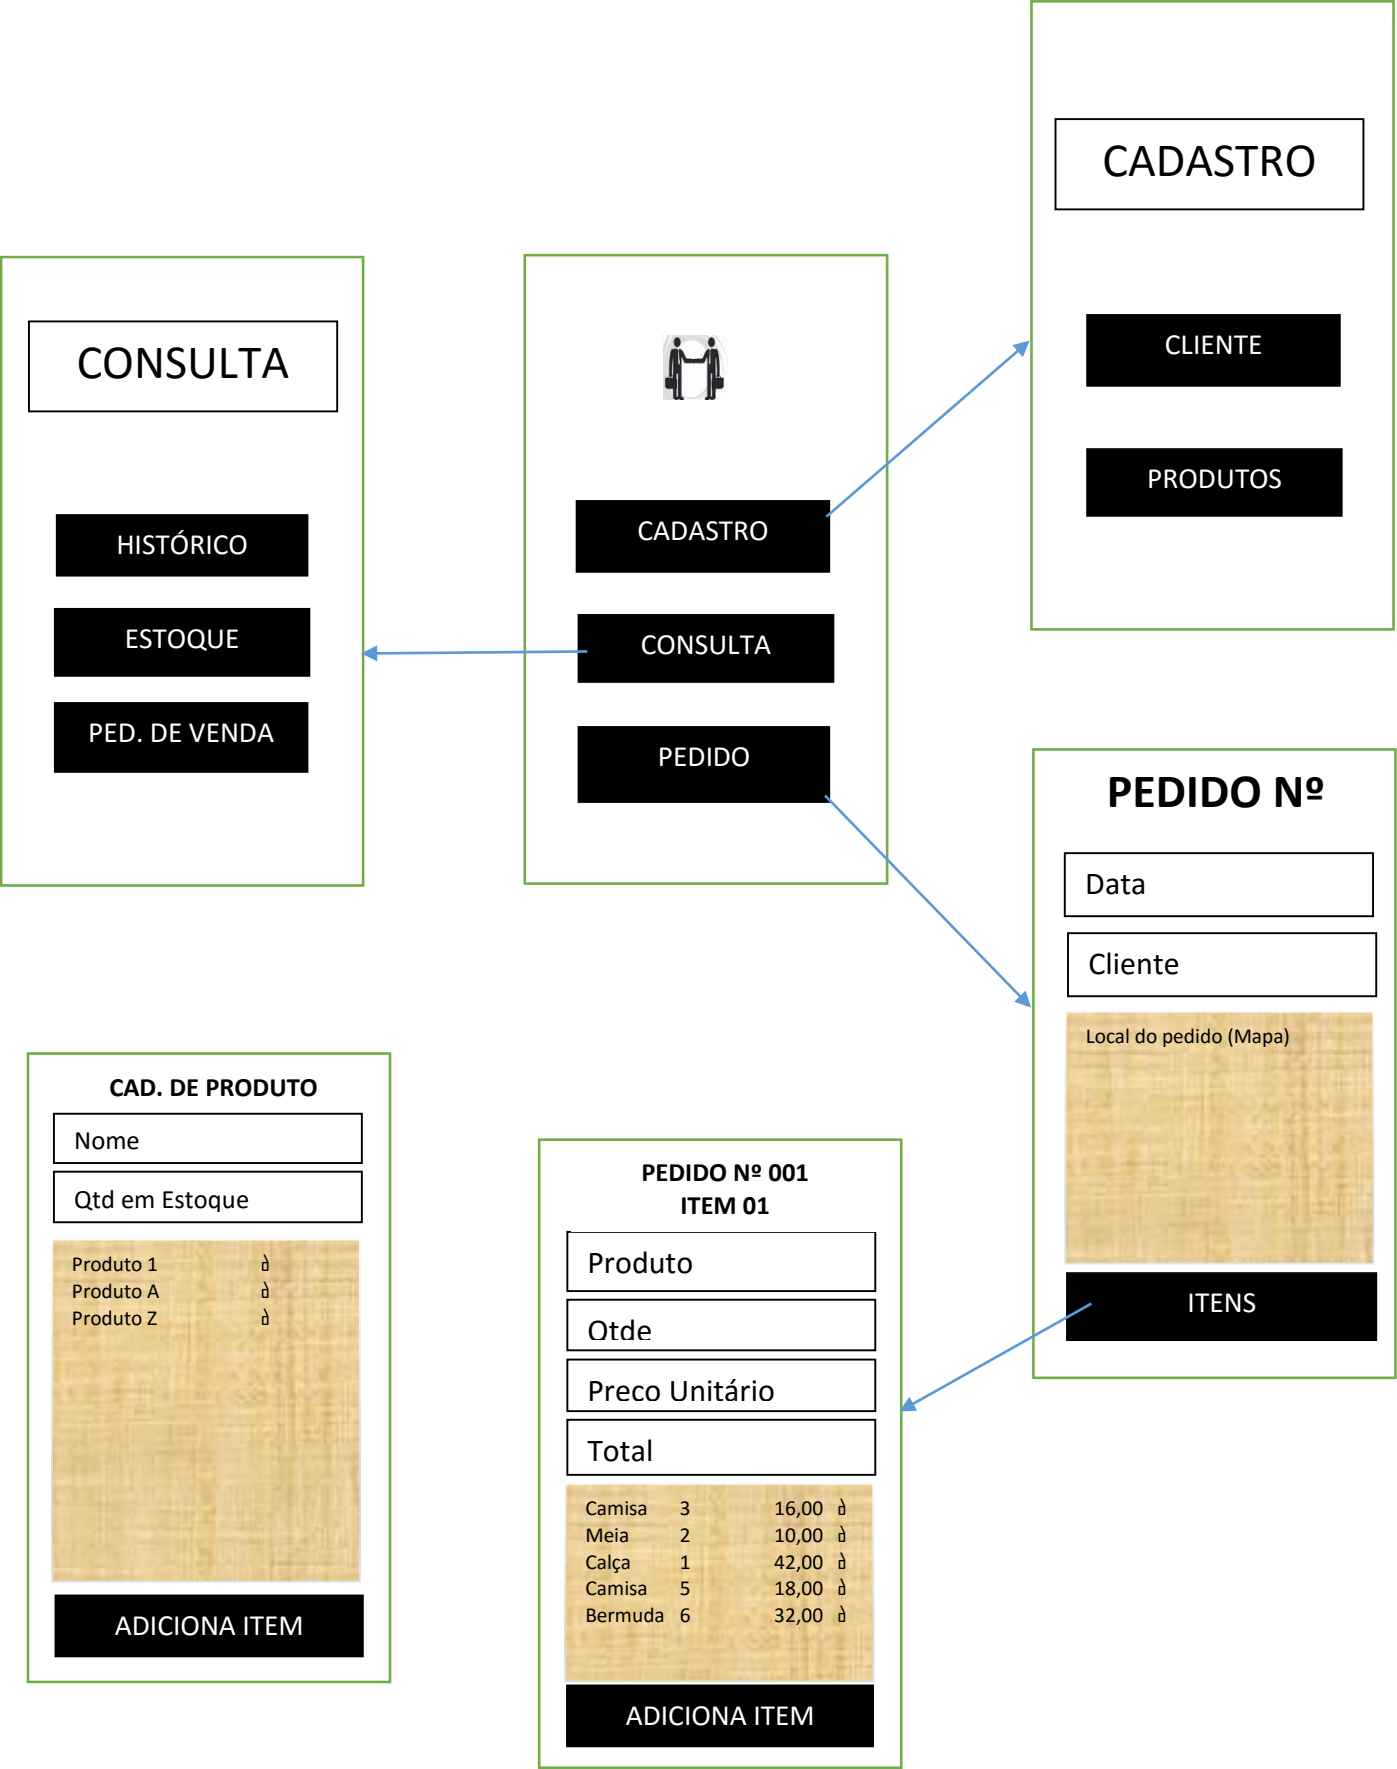 CADASTRO
CLIENTE
PRODUTOS
CONSULTA
HISTÓRICO
ESTOQUE
PED. DE VENDA
CADASTRO
CONSULTA
PEDIDO
PEDIDO Nº
Data
Cliente
Local do pedido (Mapa)
ITENS
CAD. DE PRODUTO
Nome
Qtd em Estoque
Produto 1
Produto A
Produto Z
ADICIONA ITEM
PEDIDO Nº 001
ITEM 01
Produto
Qtde
Preço Unitário
Total
Camisa 3 16,00
Meia 2 10,00
Calça 1 42,00
Camisa 5 18,00
Bermuda 6 32,00
ADICIONA ITEM